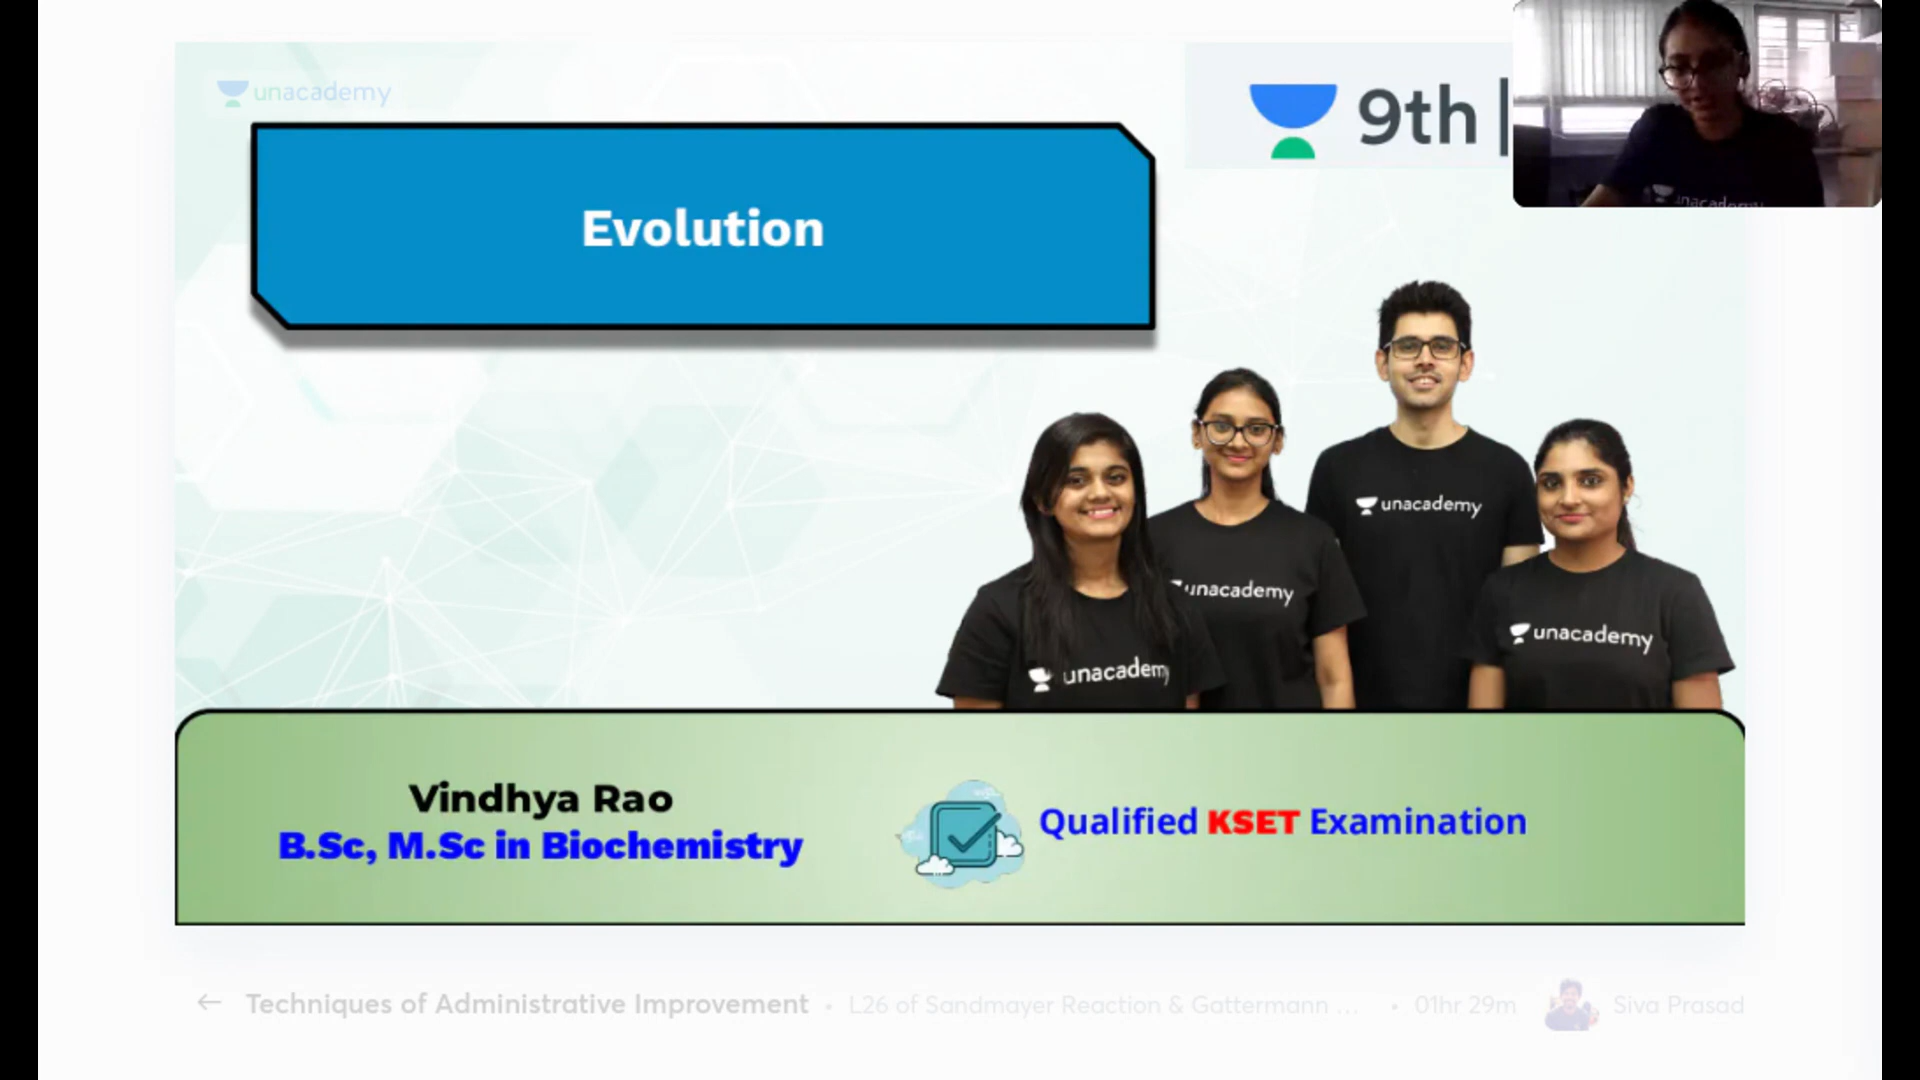 unacademy
9th |
Evolution
unacademy
unacademy
unacademy
unacademy
unacademy
Vindhya Rao
B.Sc, M.Sc in Biochemistry
Qualified KSET Examination
Techniques of Administrative Improvement • L26 of Sandmayer Reaction & Gattermann ... • 01hr 29m Siva Prasad